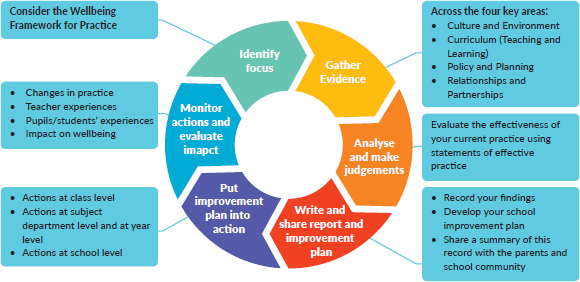 Consider the Wellbeing
Framework for Practice
Identify
focus
Gather
Evidence
Across the four key areas:
• Culture and Environment
• Curriculum (Teaching and
Learning)
• Policy and Planning
• Relationships and
Partnerships
Analyse
and make
judgements
Evaluate the effectiveness of
your current practice using
statements of effective
practice
Write and
share report and
improvement
plan
• Record your findings
• Develop your school
improvement plan
• Share a summary of this
record with the parents and
school community
Put
improvement
plan into
action
• Actions at class level
• Actions at subject
department level and at year
level
• Actions at school level
Monitor
actions and
evaluate
imapct
• Changes in practice
• Teacher experiences
• Pupils/students' experiences
• Impact on wellbeing